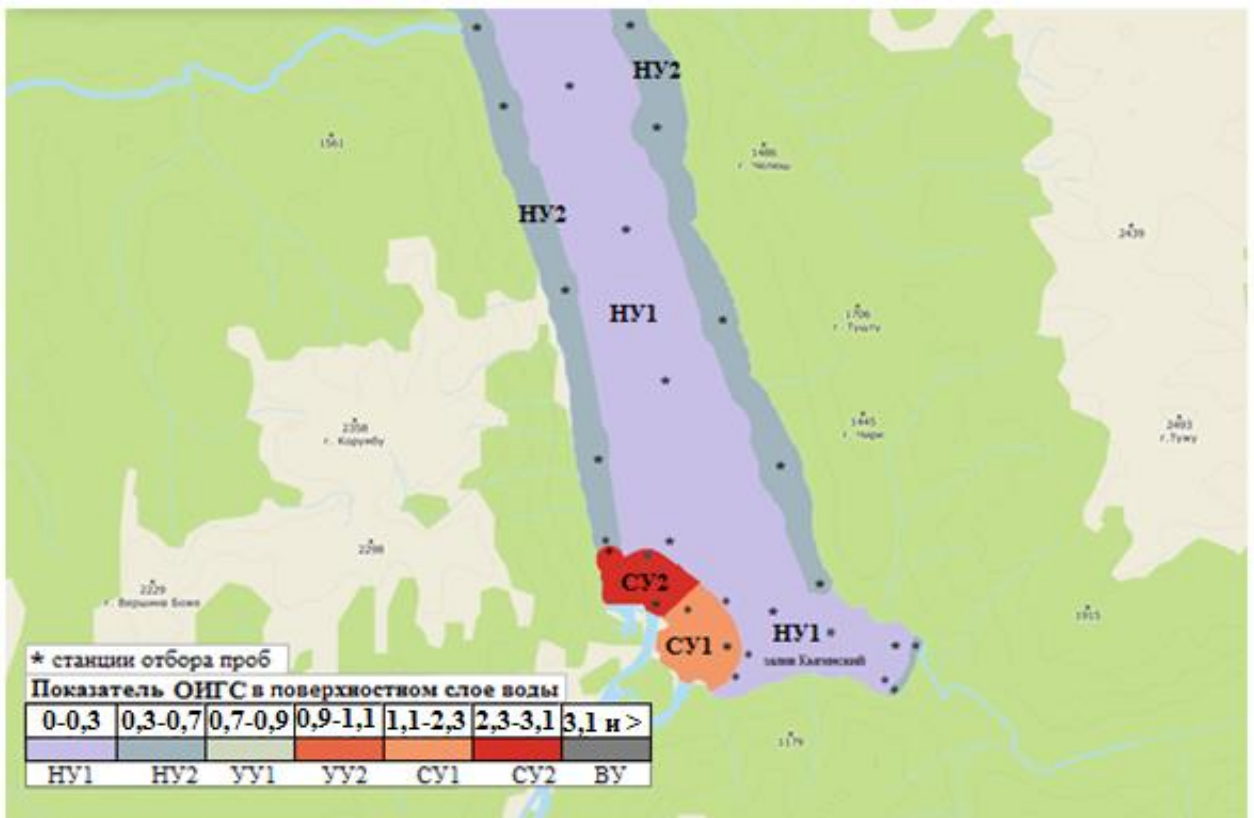 НУ2
1561
1486
г. Челюш
НУ2
2439
НУ1
1706
г. Тушту
2358
г. Корумбу
1445
г. Чири
2493
г. Тужу
2298
СУ2
2229
г. Вершина Боже
1915
НУ1
СУ1
залив Кыгинский
* станции отбора проб
Показатель ОИГС в поверхностном слое воды
0-0,3 0,3-0,7 0,7-0,9 0,9-1,1 1,1-2,3 2,3-3,1 3,1 и >
1179
НУ1 НУ2 УУ1 УУ2 СУ1 СУ2 ВУ